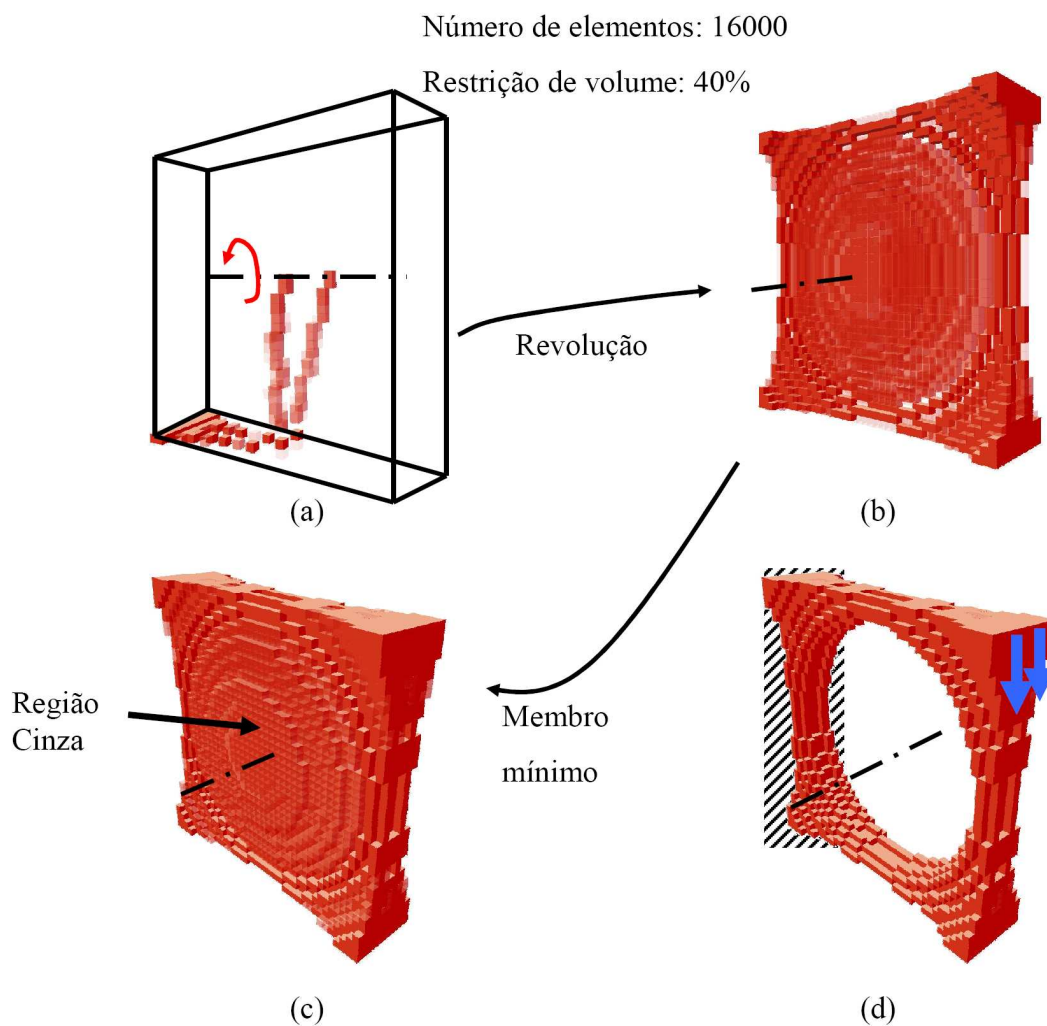 Número de elementos: 16000
Restrição de volume: 40%
Revolução
(a)
(b)
Região
Cinza
Membro
mínimo
(c)
(d)